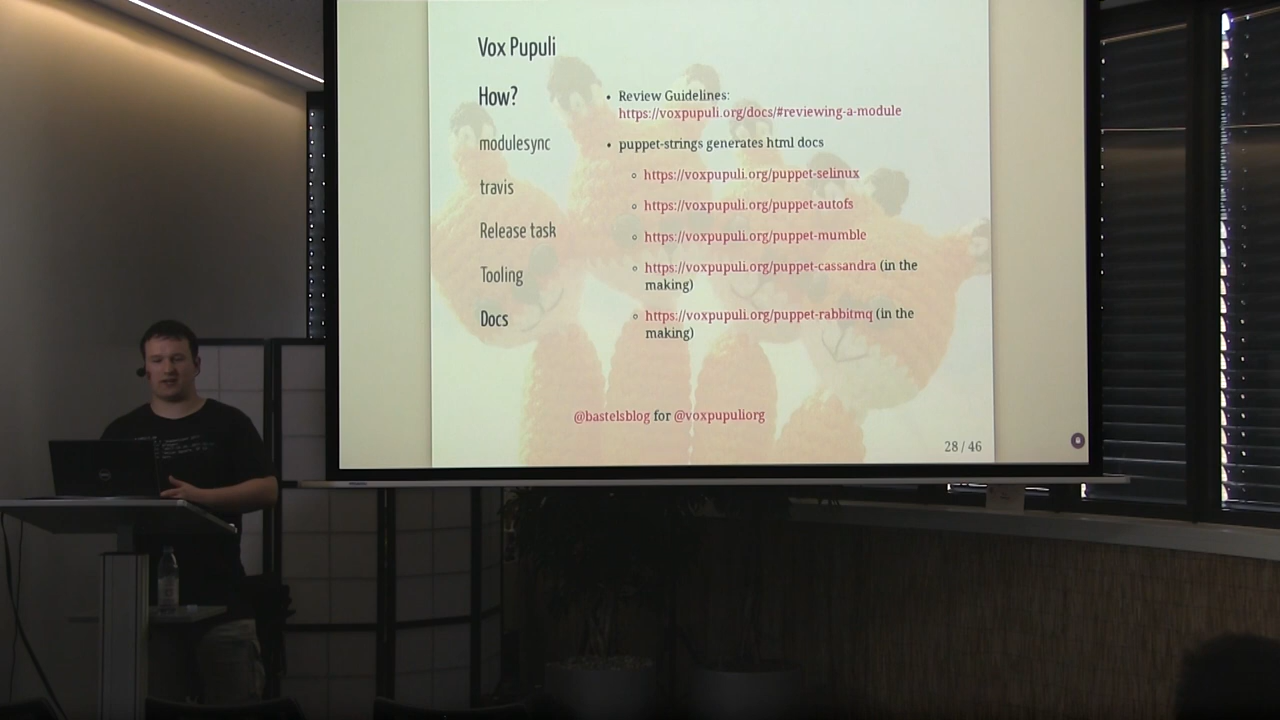 Vox Pupuli
How?
modulesync
travis
Release task
Tooling
Docs
• Review Guidelines:
https://voxpupuli.org/docs/#reviewing-a-module
• puppet-strings generates html docs
◦ https://voxpupuli.org/puppet-selinux
◦ https://voxpupuli.org/puppet-autofs
◦ https://voxpupuli.org/puppet-mumble
◦ https://voxpupuli.org/puppet-cassandra (in the
making)
◦ https://voxpupuli.org/puppet-rabbitmq (in the
making)
@bastelsblog for @voxpupuliorg
28 / 46